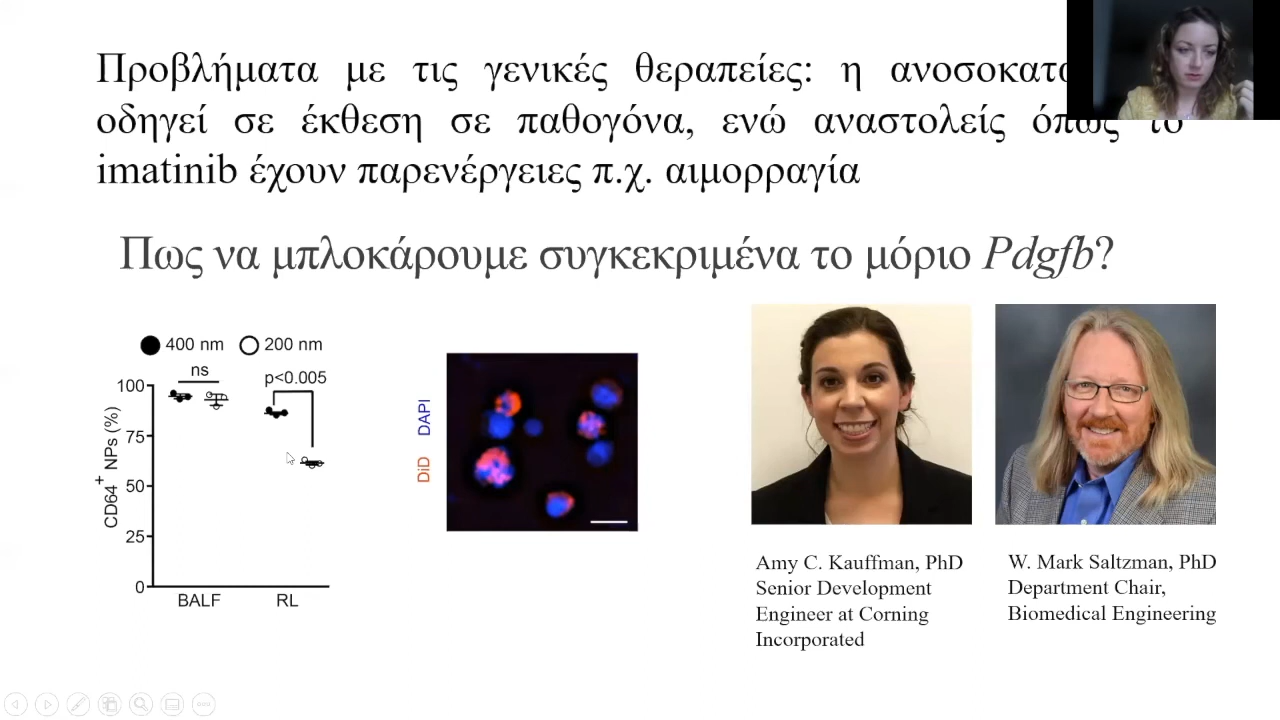 Προβλήματα με τις γενικές θεραπείες: η
οδηγεί σε έκθεση σε παθογόνα, ενώ αναστολείς όπως το
imatinib έχουν παρενέργειες π.χ. αιμορραγία
Πως να μπλοκάρουμε συγκεκριμένα το μόριο Pdgfb?
400 nm 200 nm
ns
p<0.005
100
75
50
25
0
CD64+ NPs (%)
BALF RL
DiD DAPI
Amy C. Kauffman, PhD
Senior Development
Engineer at Corning
Incorporated
W. Mark Saltzman, PhD
Department Chair,
Biomedical Engineering